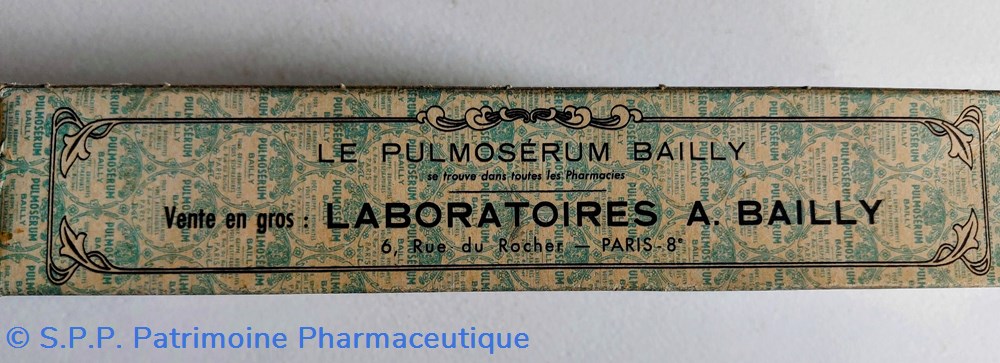 LE PULMOSÉRUM BAILLY
se trouve dans toutes les Pharmacies
Vente en gros : LABORATOIRES A. BAILLY
6, Rue du Rocher — PARIS-8e
© S.P.P. Patrimoine Pharmaceutique